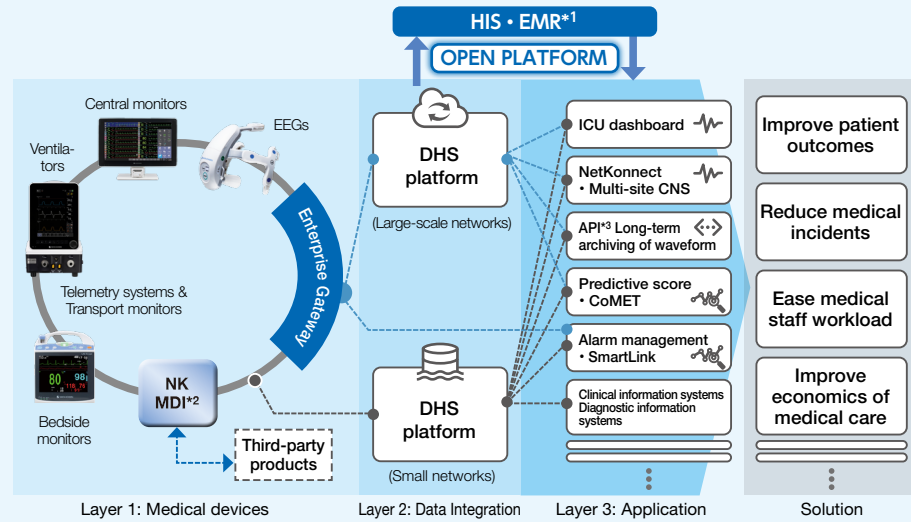 HIS • EMR*1
OPEN PLATFORM
Central monitors
EEGs
Ventila-
tors
Enterprise Gateway
Telemetry systems &
Transport monitors
80
98
NK
MDI*2
Bedside
monitors
Third-party
products
Layer 1: Medical devices
DHS
platform
(Large-scale networks)
DHS
platform
(Small networks)
Layer 2: Data Integration
ICU dashboard
NetKonnect
• Multi-site CNS
API*3 Long-term
archiving of waveform
Predictive score
• CoMET
Alarm management
• SmartLink
Clinical information systems
Diagnostic information
systems
Layer 3: Application
Improve patient
outcomes
Reduce medical
incidents
Ease medical
staff workload
Improve
economics of
medical care
Solution